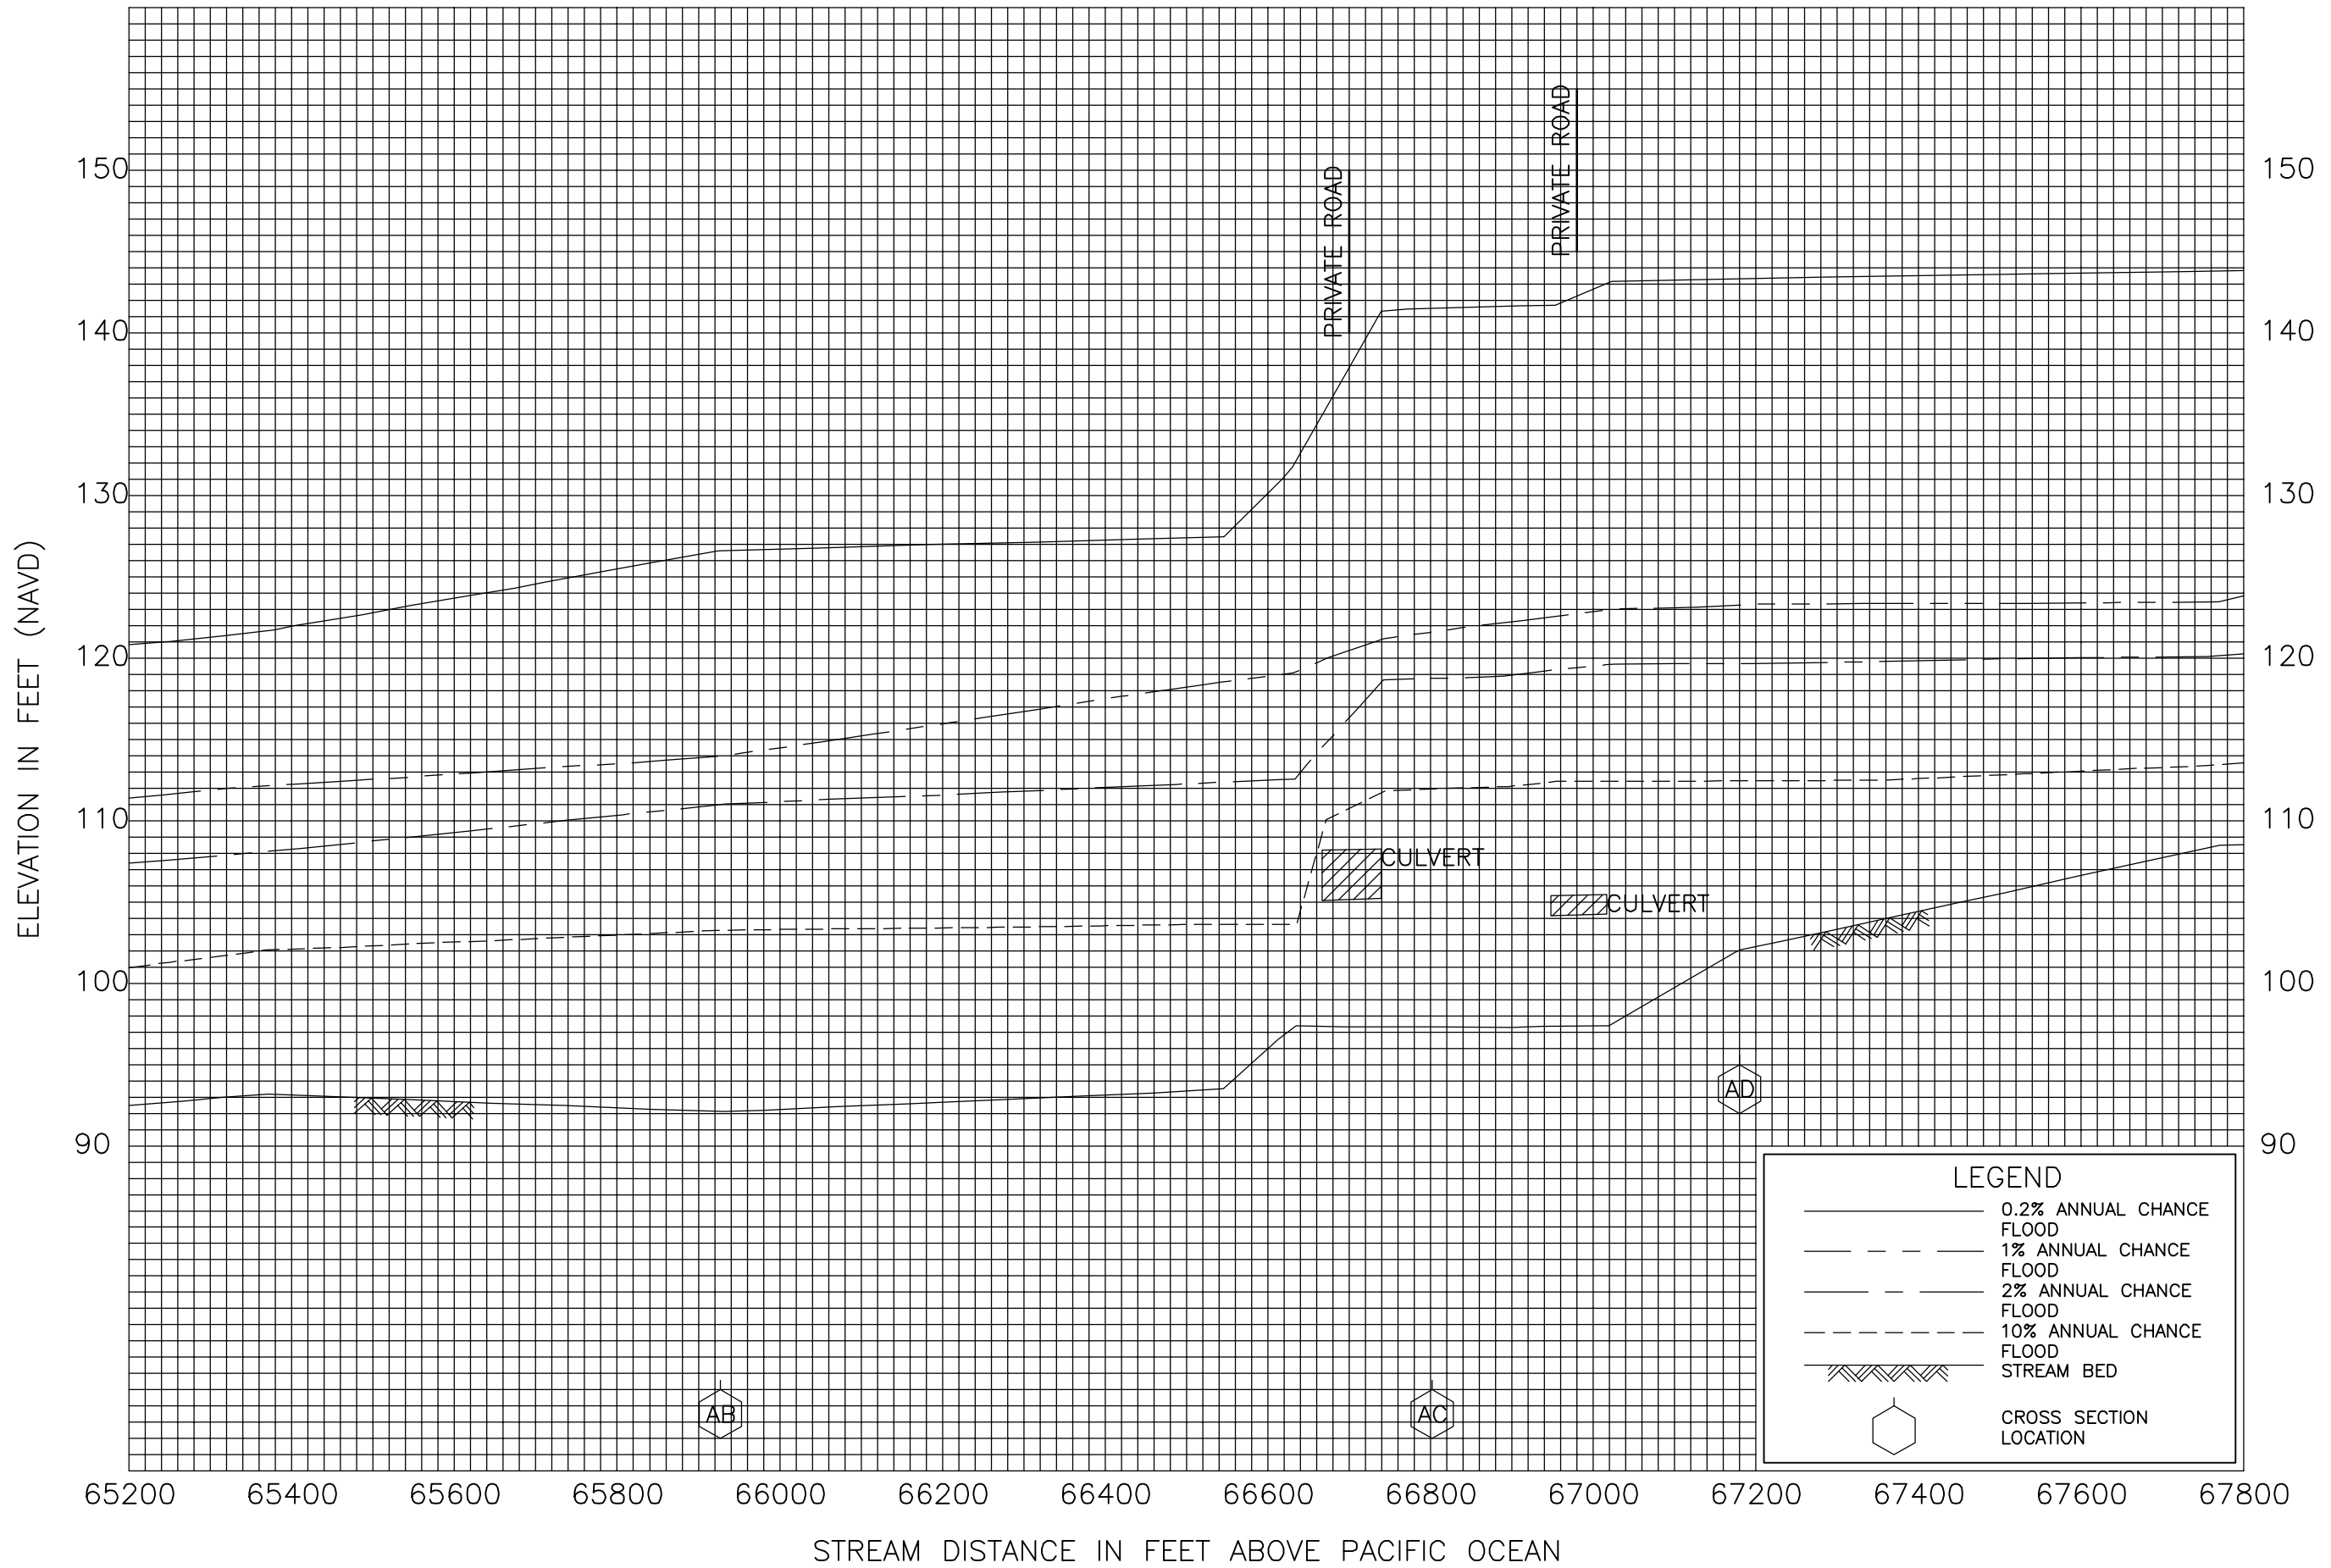 PRIVATE ROAD
PRIVATE ROAD
150
150
140
140
130
130
120
120
110
110
100
100
90
90
ELEVATION IN FEET (NAVD)
CULVERT
CULVERT
AD
AB
AC
LEGEND
0.2% ANNUAL CHANCE
FLOOD
1% ANNUAL CHANCE
FLOOD
2% ANNUAL CHANCE
FLOOD
10% ANNUAL CHANCE
FLOOD
STREAM BED
CROSS SECTION
LOCATION
65200 65400 65600 65800 66000 66200 66400 66600 66800 67000 67200 67400 67600 67800
STREAM DISTANCE IN FEET ABOVE PACIFIC OCEAN